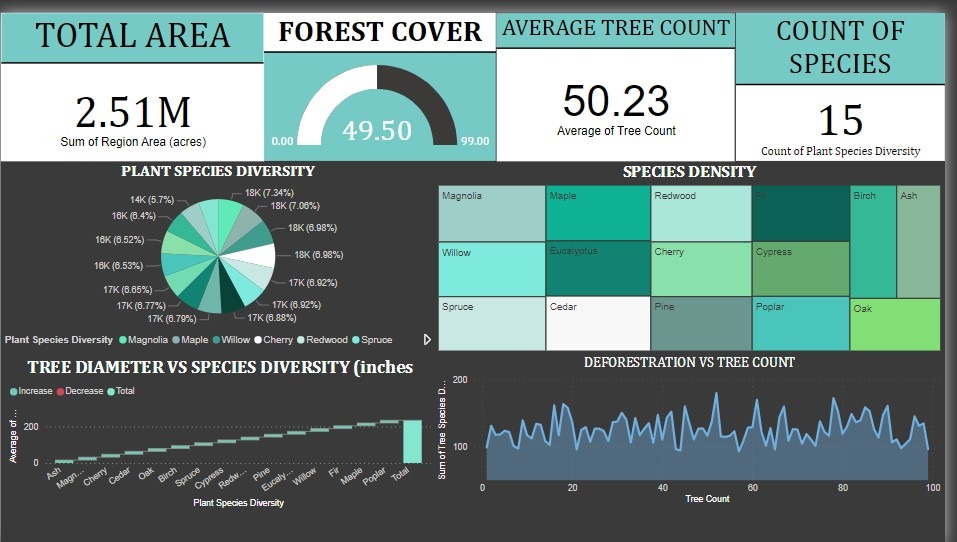 TOTAL AREA
2.51M
Sum of Region Area (acres)
FOREST COVER
0.00
49.50
99.00
AVERAGE TREE COUNT
50.23
Average of Tree Count
COUNT OF
SPECIES
15
Count of Plant Species Diversity
PLANT SPECIES DIVERSITY
18K (7.34%)
18K (7.06%)
18K (6.98%)
18K (6.98%)
17K (6.92%)
17K (6.92%)
17K (6.88%)
17K (6.79%)
17K (6.77%)
17K (6.65%)
16K (6.53%)
16K (6.52%)
16K (6.4%)
14K (5.7%)
Plant Species Diversity
Magnolia
Maple
Willow
Cherry
Redwood
Spruce
SPECIES DENSITY
Magnolia
Maple
Redwood
Fir
Birch
Ash
Willow
Eucalyptus
Cherry
Cypress
Spruce
Cedar
Pine
Poplar
Oak
TREE DIAMETER VS SPECIES DIVERSITY (inches
Increase
Decrease
Total
Average of ...
200
0
Ash
Magn...
Cherry
Cedar
Oak
Birch
Spruce
Cypress
Redw...
Pine
Eucaly...
Willow
Fir
Maple
Poplar
Total
Plant Species Diversity
DEFORESTRATION VS TREE COUNT
Sum of Tree Species D...
200
100
0
20
40
60
80
100
Tree Count